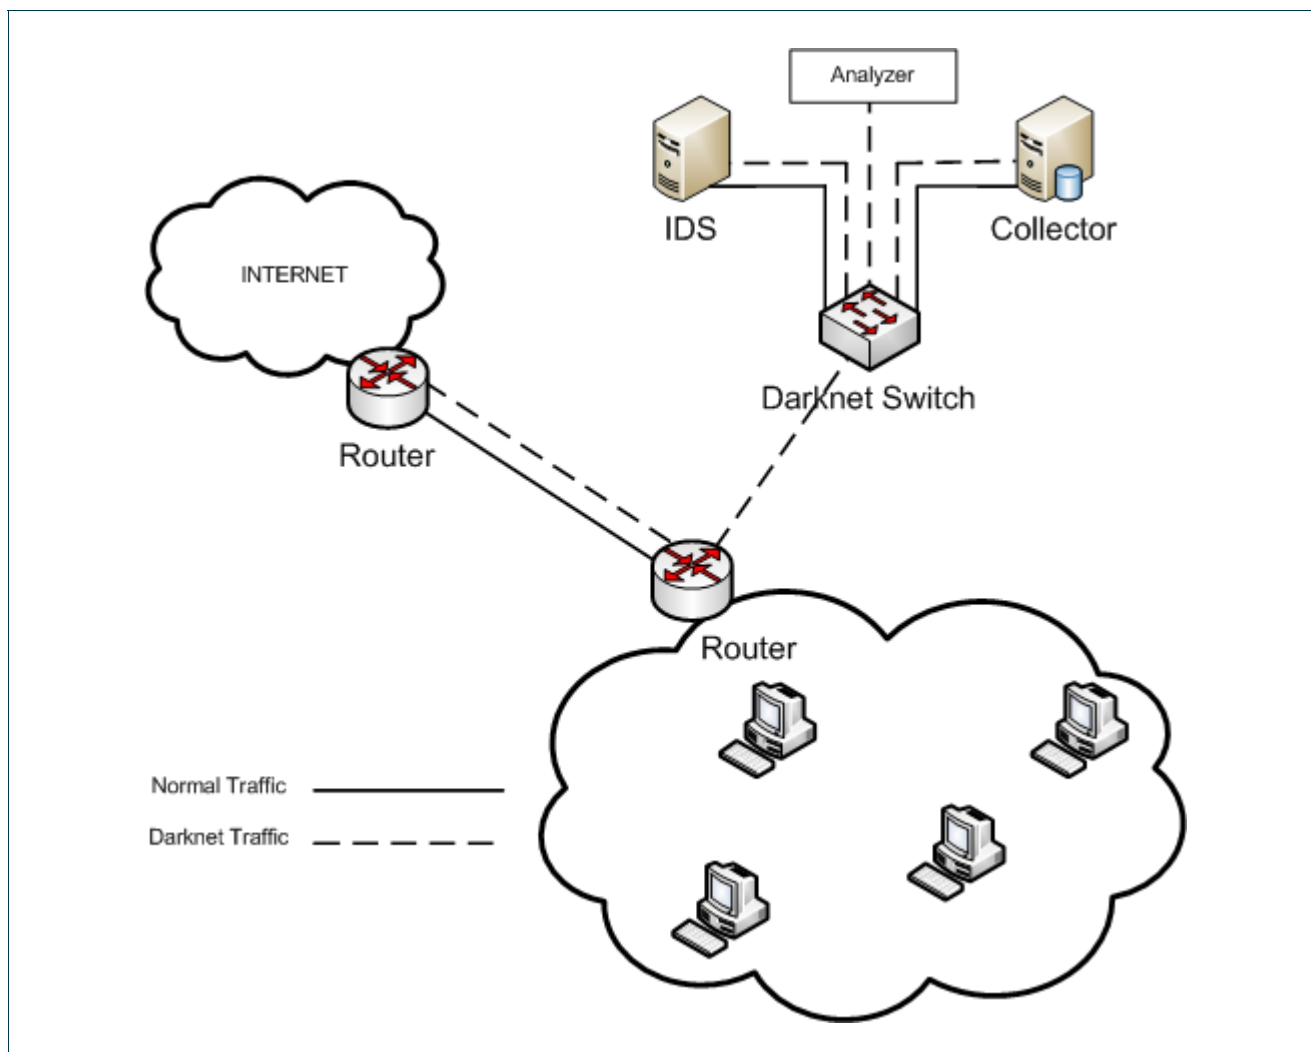 Analyzer
IDS
Collector
INTERNET
Darknet Switch
Router
Router
Normal Traffic
Darknet Traffic